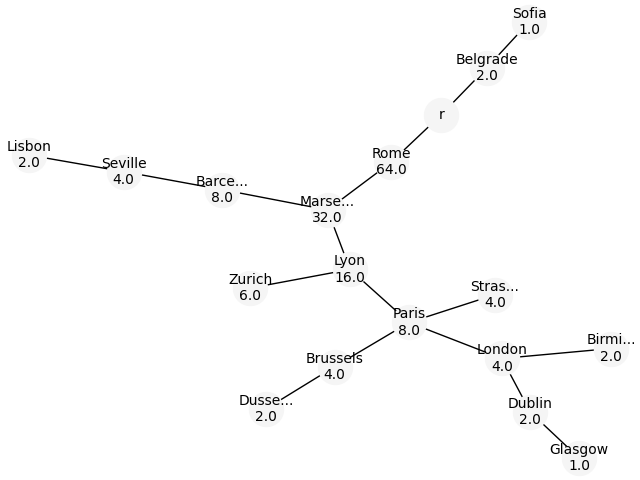 Sofia
1.0
Belgrade
2.0
r
Lisbon
2.0
Seville
4.0
Barce...
8.0
Rome
64.0
Marse...
32.0
Lyon
16.0
Zurich
6.0
Stras...
4.0
Paris
8.0
Birmi...
2.0
London
4.0
Brussels
4.0
Dusse...
2.0
Dublin
2.0
Glasgow
1.0